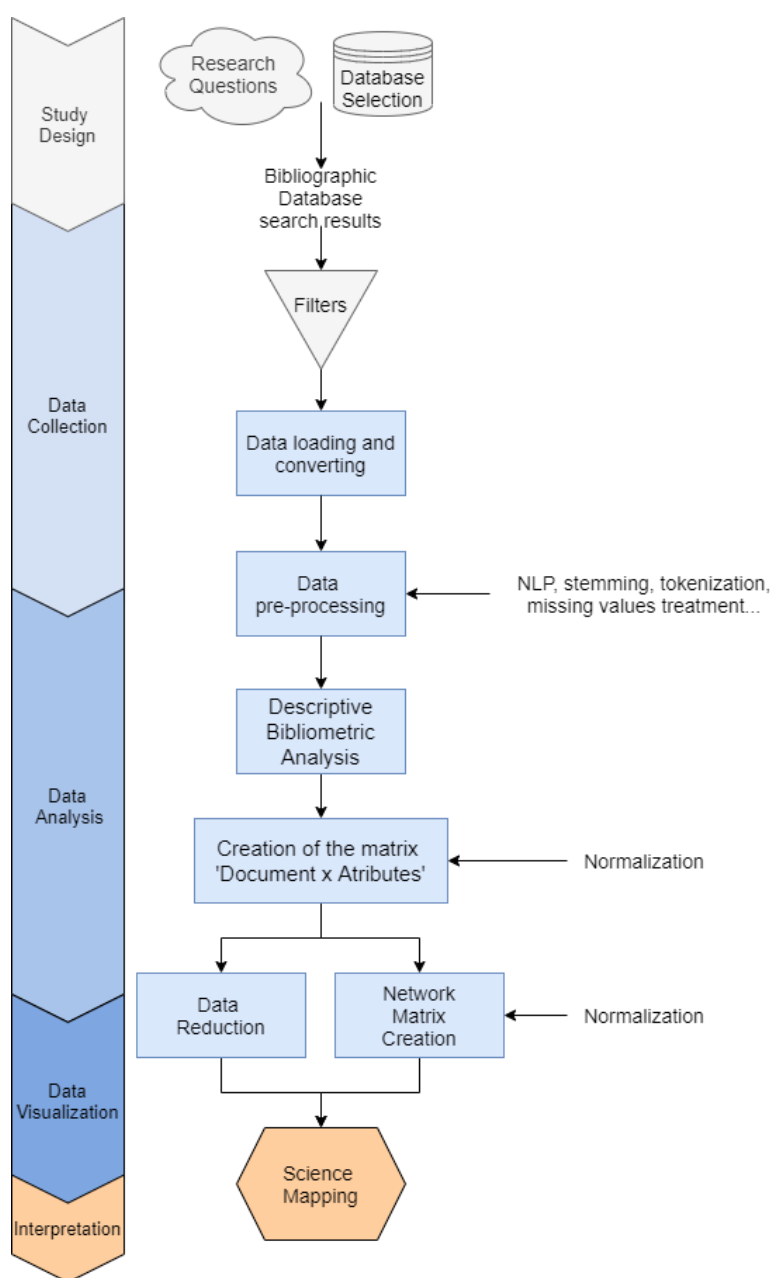 Study
Design
Research
Questions
Database
Selection
Bibliographic
Database
search results
Filters
Data
Collection
Data loading and
converting
Data
pre-processing
NLP, stemming, tokenization,
missing values treatment...
Descriptive
Bibliometric
Analysis
Data
Analysis
Creation of the matrix
'Document x Atributes'
Normalization
Data
Reduction
Network
Matrix
Creation
Normalization
Data
Visualization
Science
Mapping
Interpretation